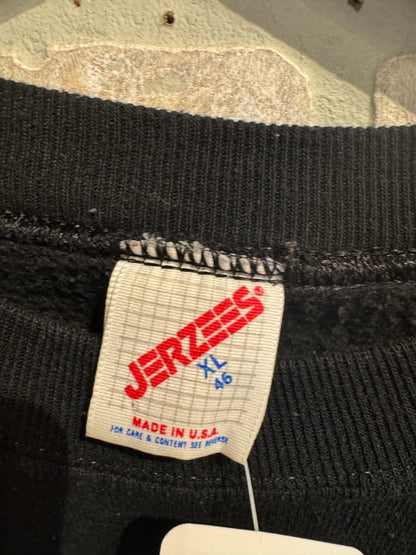 JERZEES®
XL
46
MADE IN U.S.A.
FOR CARE & CONTENT SEE REVERSE